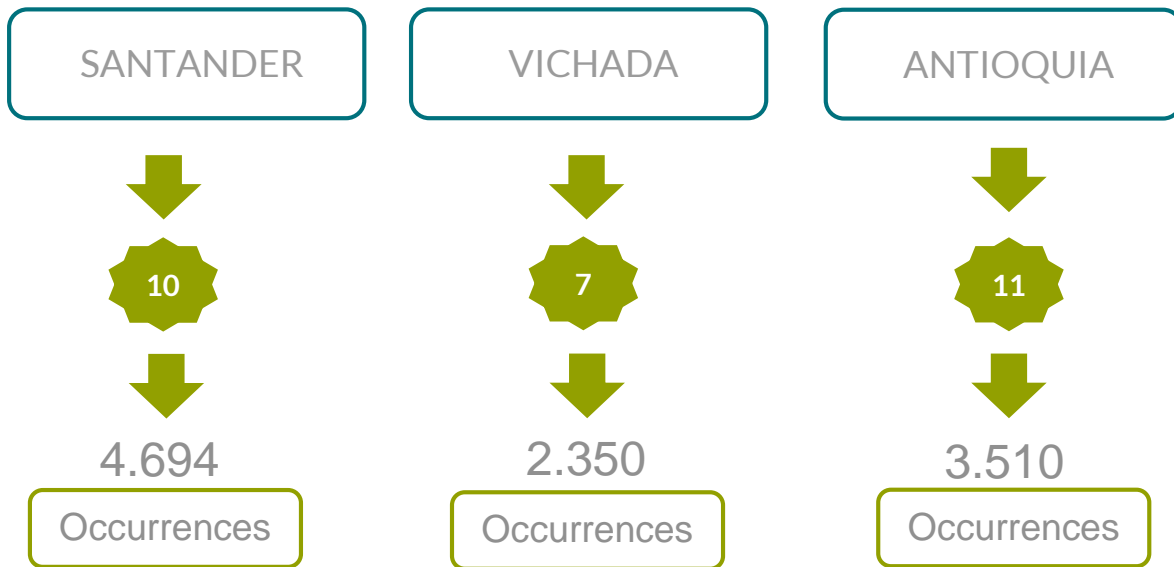 SANTANDER
VICHADA
ANTIOQUIA
10
7
11
4.694
2.350
3.510
Occurrences
Occurrences
Occurrences